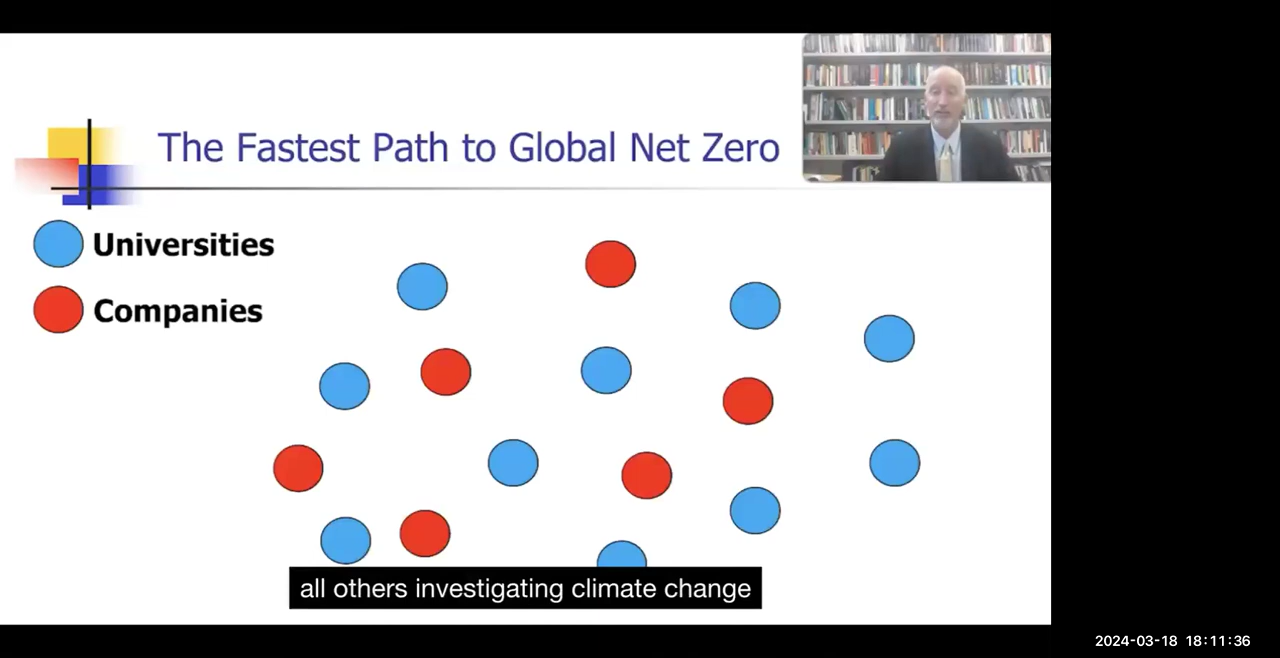 The Fastest Path to Global Net Zero
Universities
Companies
all others investigating climate change
2024-03-18 18:11:36